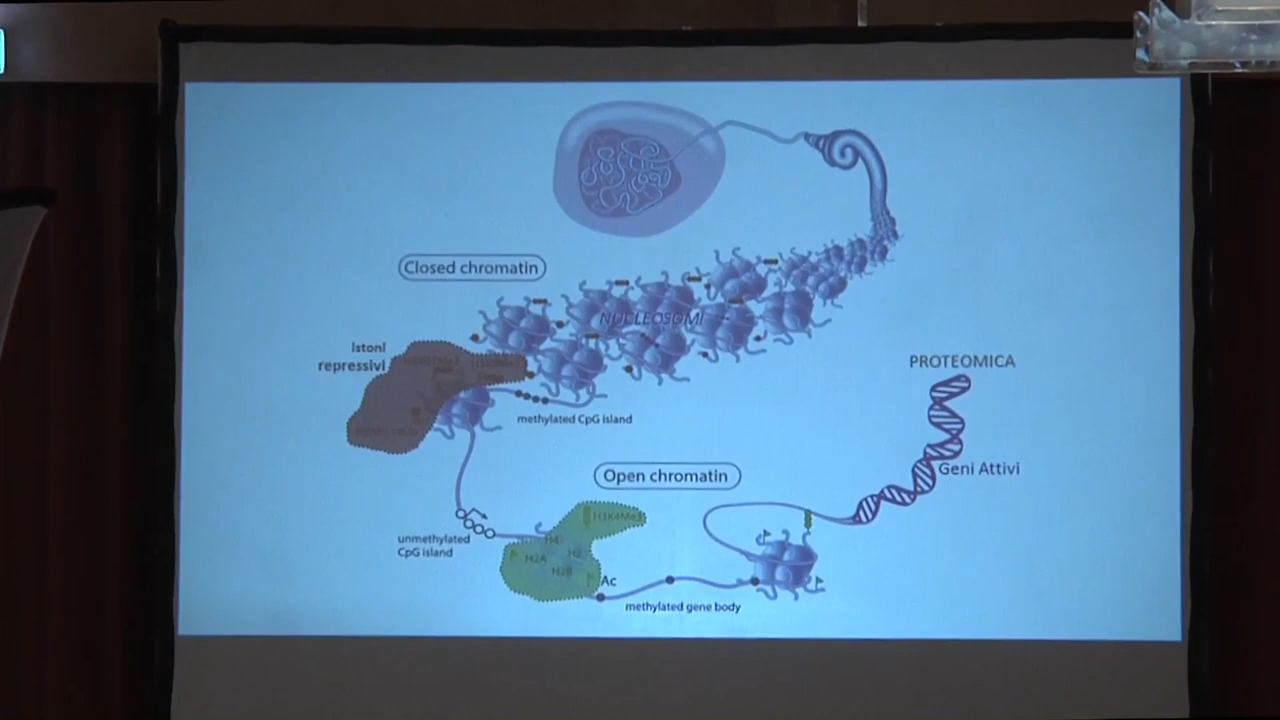 Closed chromatin
NUCLEOSOMI
Istoni
repressivi
methylated CpG island
PROTEOMICA
Geni Attivi
Open chromatin
H3K4Me3
unmethylated
CpG island
H4
H2A
H2B
Ac
methylated gene body